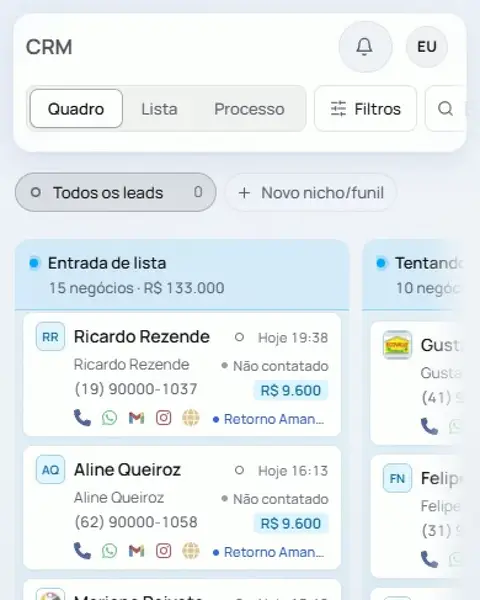 CRM
EU
Quadro
Lista
Processo
Filtros
Todos os leads 0
+ Novo nicho/funil
Entrada de lista
15 negócios · R$ 133.000
RR
Ricardo Rezende
Hoje 19:38
Ricardo Rezende
Não contatado
(19) 90000-1037
R$ 9.600
Retorno Aman...
AQ
Aline Queiroz
Hoje 16:13
Aline Queiroz
Não contatado
(62) 90000-1058
R$ 9.600
Retorno Aman...
Tentand
10 negóc
Gust
Gusta
(41) 9
FN
Felip
Felipe
(31) 9